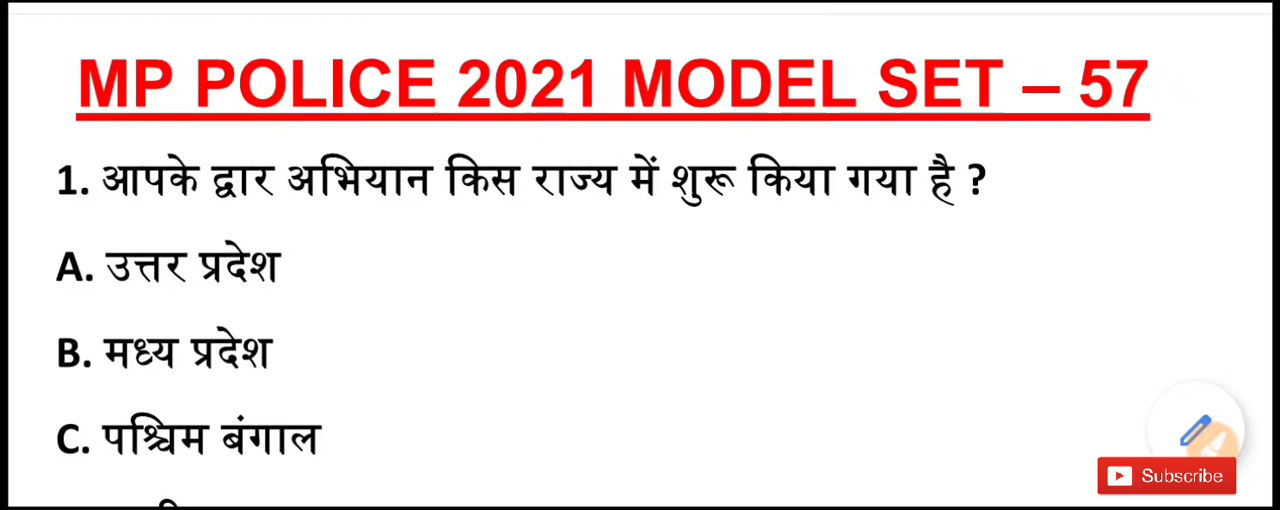 MP POLICE 2021 MODEL SET – 57
1. आपके द्वार अभियान किस राज्य में शुरू किया गया है ?
A. उत्तर प्रदेश
B. मध्य प्रदेश
C. पश्चिम बंगाल
Subscribe